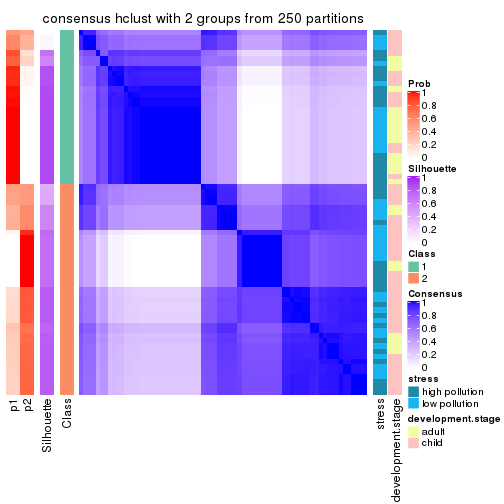 consensus hclust with 2 groups from 250 partitions
Prob
1
0.8
0.6
0.4
0.2
0
Silhouette
1
0.8
0.6
0.4
0.2
0
Class
1
2
Consensus
1
0.8
0.6
0.4
0.2
0
stress
high pollution
low pollution
development.stage
adult
child
p1
p2
Silhouette
Class
stress
development.stage